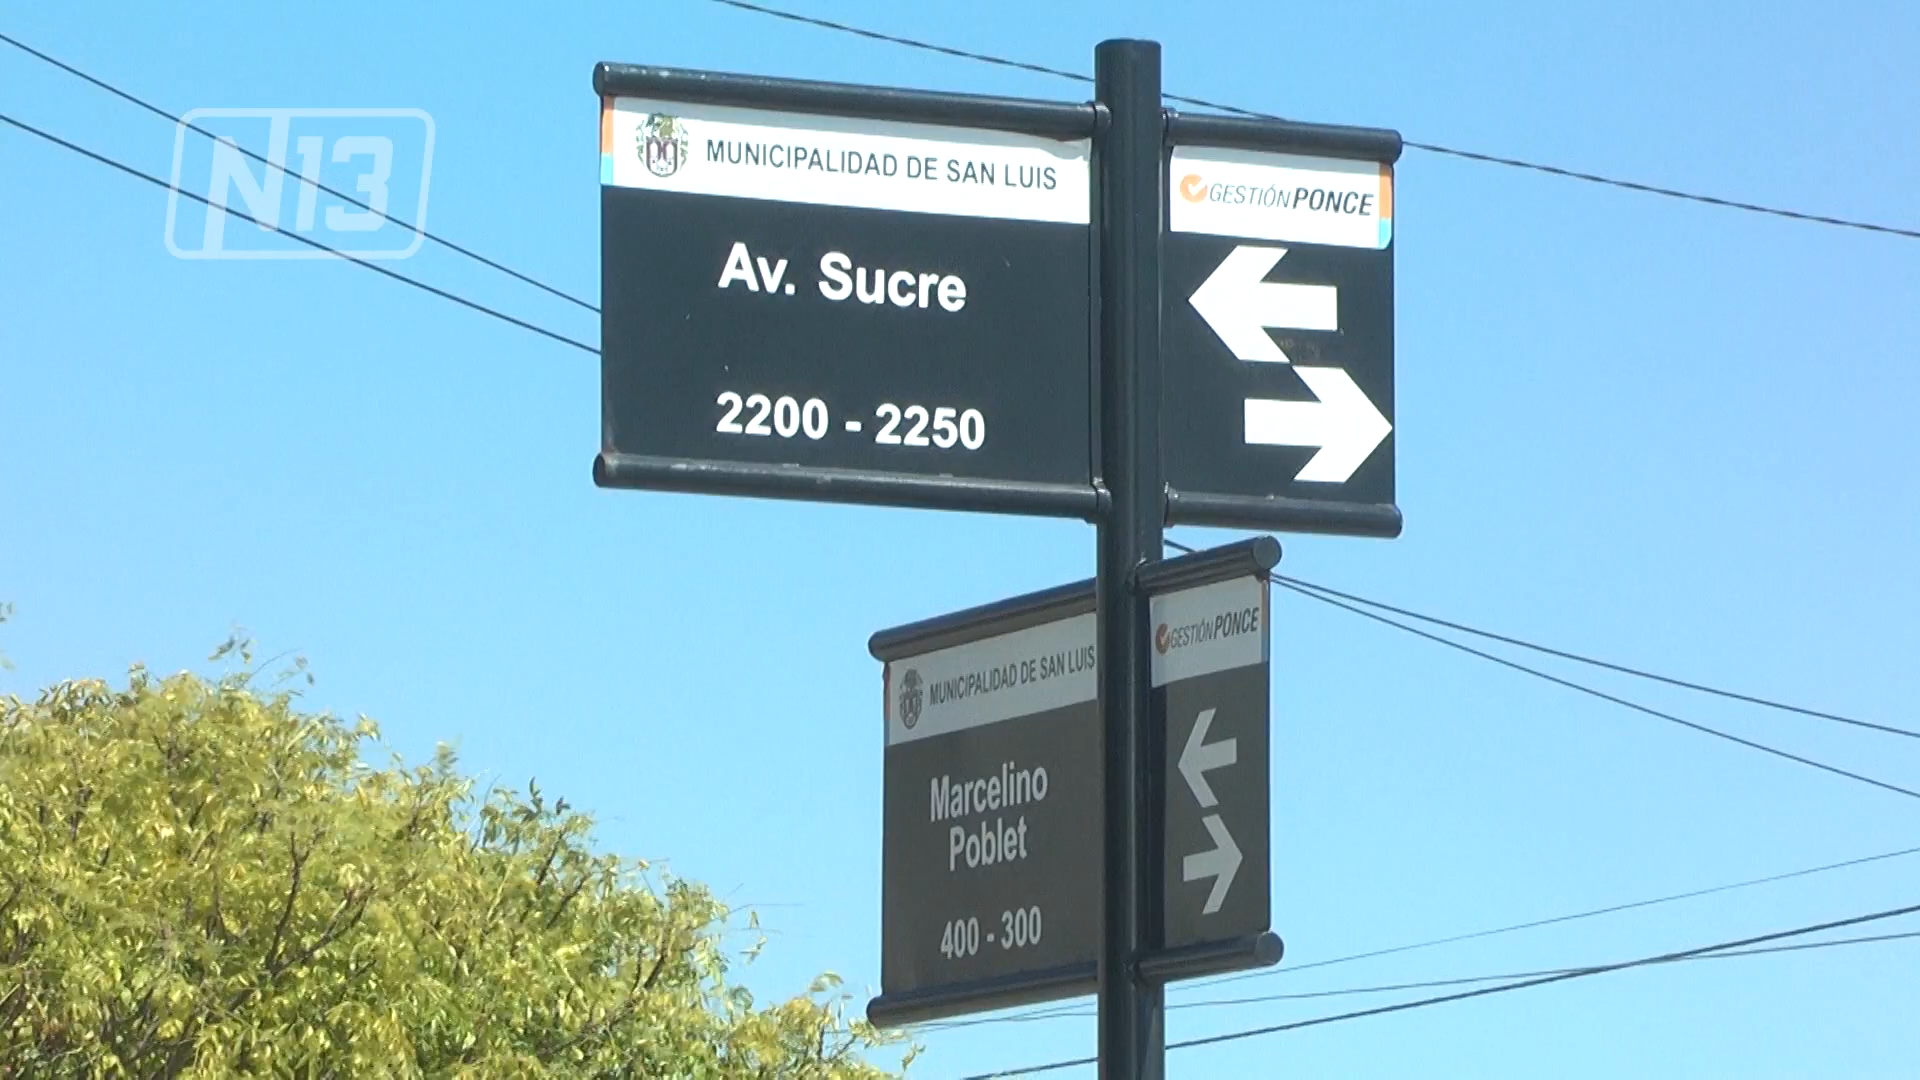 N13
MUNICIPALIDAD DE SAN LUIS
GESTIÓN PONCE
Av. Sucre
2200 - 2250
MUNICIPALIDAD DE SAN LUIS
GESTIÓN PONCE
Marcelino
Poblet
400 - 300